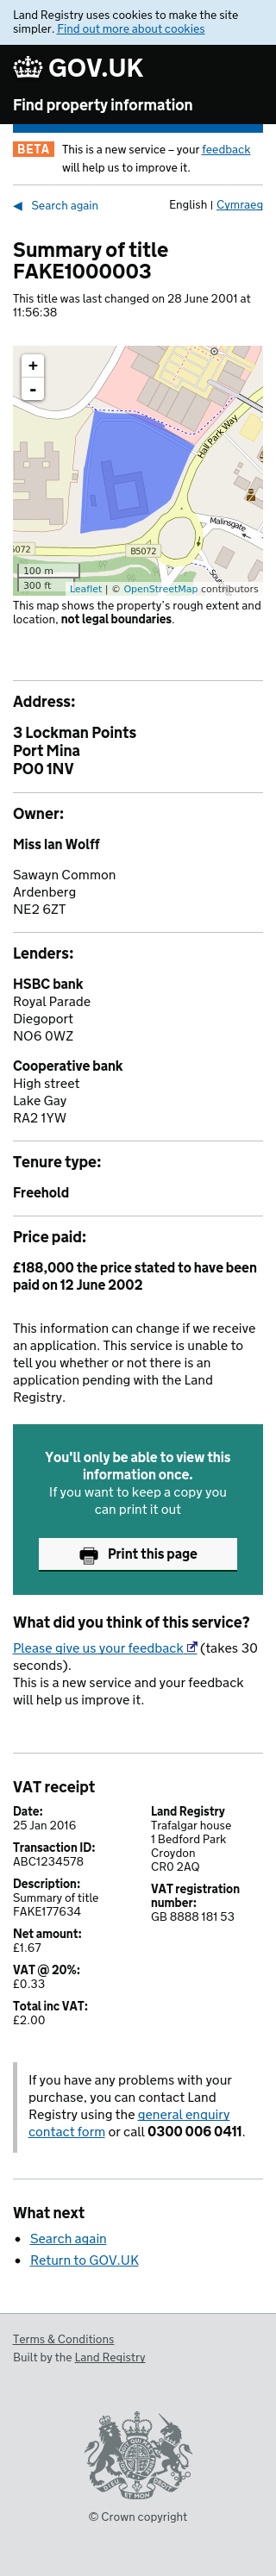 Land Registry uses cookies to make the site
simpler. Find out more about cookies
GOV.UK
Find property information
BETA This is a new service – your feedback
will help us to improve it.
Search again English | Cymraeg
Summary of title
FAKE1000003
This title was last changed on 28 June 2001 at
11:56:38
+
-
Hall Park Way
Malinsgate
B5072
5072
Sou
100 m
300 ft
Leaflet | © OpenStreetMap contributors
This map shows the property's rough extent and
location, not legal boundaries.
Address:
3 Lockman Points
Port Mina
PO0 1NV
Owner:
Miss Ian Wolff
Sawayn Common
Ardenberg
NE2 6ZT
Lenders:
HSBC bank
Royal Parade
Diegoport
NO6 0WZ
Cooperative bank
High street
Lake Gay
RA2 1YW
Tenure type:
Freehold
Price paid:
£188,000 the price stated to have been
paid on 12 June 2002
This information can change if we receive
an application. This service is unable to
tell you whether or not there is an
application pending with the Land
Registry.
You'll only be able to view this
information once.
If you want to keep a copy you
can print it out
Print this page
What did you think of this service?
Please give us your feedback (takes 30
seconds).
This is a new service and your feedback
will help us improve it.
VAT receipt
Date:
25 Jan 2016
Transaction ID:
ABC1234578
Description:
Summary of title
FAKE177634
Net amount:
£1.67
VAT @ 20%:
£0.33
Total inc VAT:
£2.00
Land Registry
Trafalgar house
1 Bedford Park
Croydon
CR0 2AQ
VAT registration
number:
GB 8888 181 53
If you have any problems with your
purchase, you can contact Land
Registry using the general enquiry
contact form or call 0300 006 0411.
What next
Search again
Return to GOV.UK
Terms & Conditions
Built by the Land Registry
© Crown copyright